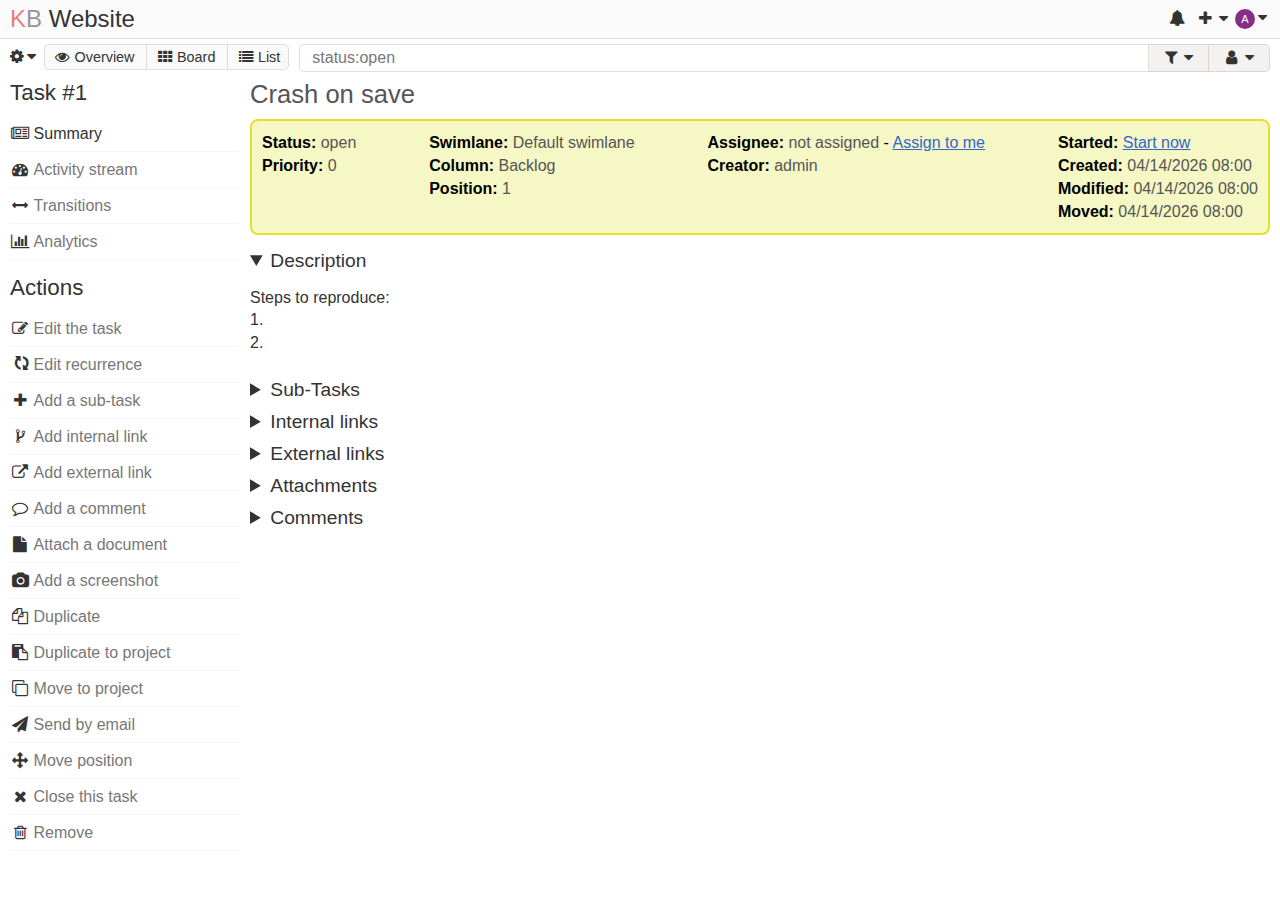 KB Website
A
Overview
Board
List
status:open
Task #1
Summary
Activity stream
Transitions
Analytics
Actions
Edit the task
Edit recurrence
Add a sub-task
Add internal link
Add external link
Add a comment
Attach a document
Add a screenshot
Duplicate
Duplicate to project
Move to project
Send by email
Move position
Close this task
Remove
Crash on save
Status: open
Priority: 0
Swimlane: Default swimlane
Column: Backlog
Position: 1
Assignee: not assigned - Assign to me
Creator: admin
Started: Start now
Created: 04/14/2026 08:00
Modified: 04/14/2026 08:00
Moved: 04/14/2026 08:00
Description
Steps to reproduce:
1.
2.
Sub-Tasks
Internal links
External links
Attachments
Comments